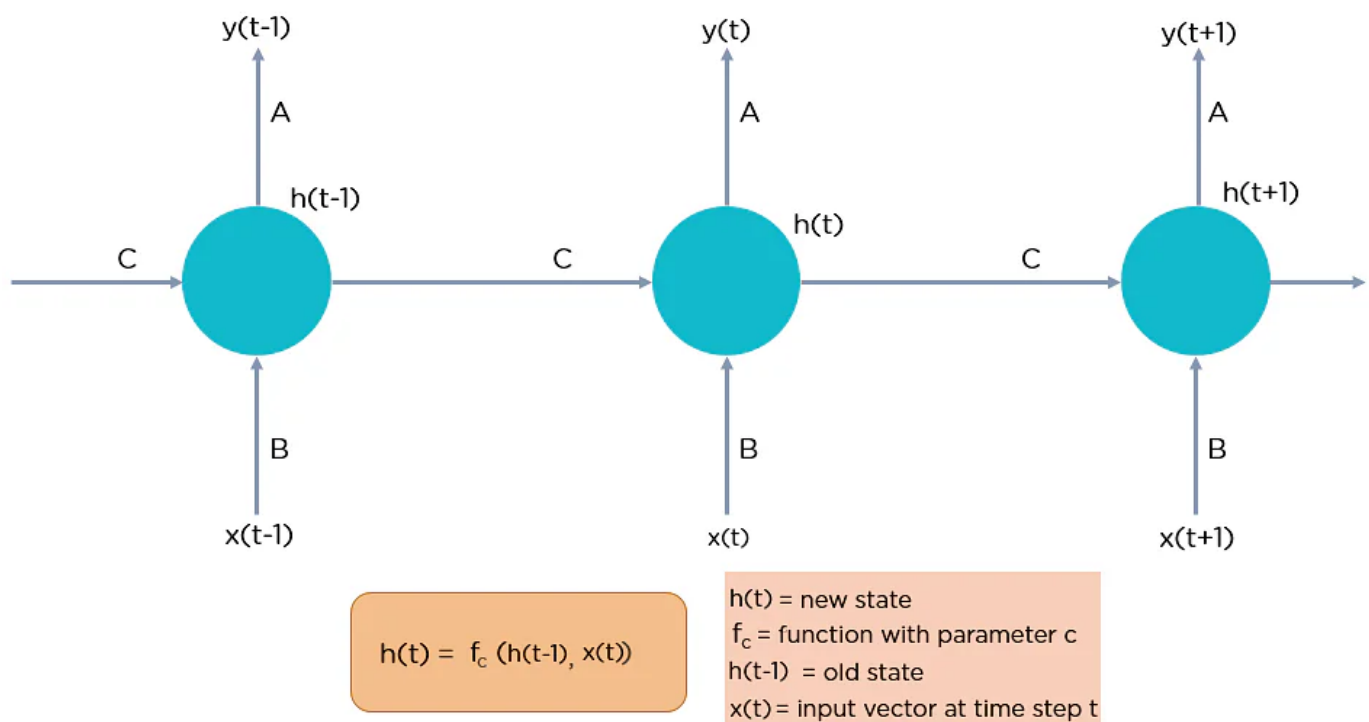 y(t-1)
y(t)
y(t+1)
A
A
A
h(t-1)
h(t)
h(t+1)
C
C
C
B
B
B
x(t-1)
x(t)
x(t+1)
h(t) = fc (h(t-1), x(t))
h(t) = new state
fc = function with parameter c
h(t-1) = old state
x(t) = input vector at time step t